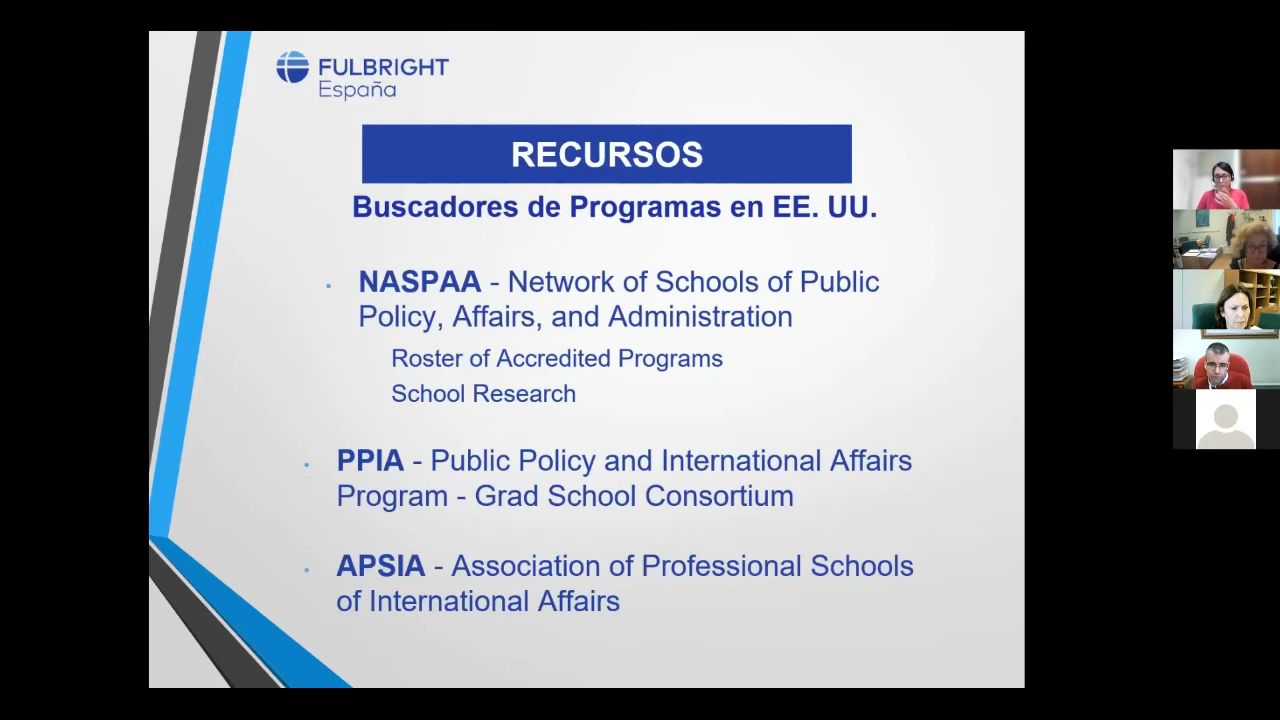 FULBRIGHT
España
RECURSOS
Buscadores de Programas en EE. UU.
NASPAA - Network of Schools of Public
Policy, Affairs, and Administration
Roster of Accredited Programs
School Research
PPIA - Public Policy and International Affairs
Program - Grad School Consortium
APSIA - Association of Professional Schools
of International Affairs